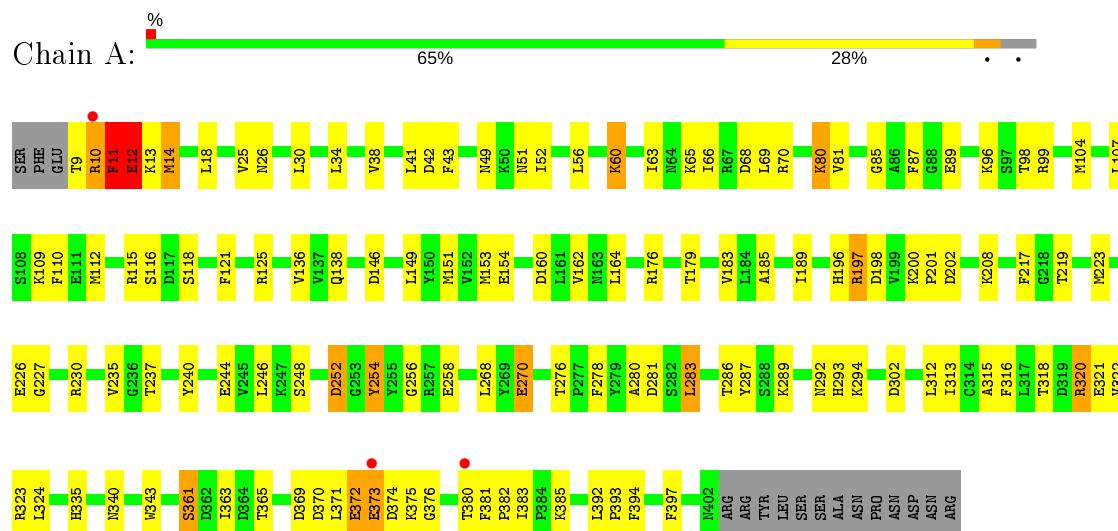 %
Chain A:
65% 28% • •
SER PHE GLU T9 R10 F11 E12 K13 M14 L18 V25 N26 L30 L34 V38 L41 D42 F43 N49 K50 N51 I52 L56 K60 I63 N64 K65 I66 R67 D68 L69 R70 K80 V81 G85 A86 F87 G88 E89 K96 S97 T98 R99 M104 L107
S108 K109 F110 E111 M112 R115 S116 D117 S118 F121 R125 V136 V137 Q138 D146 L149 Y150 M151 V152 M153 E154 D160 L161 V162 N163 L164 R176 T179 V183 L184 A185 I189 H196 R197 D198 V199 K200 P201 D202 K208 F217 G218 T219 M223
E226 G227 R230 V235 G236 T237 Y240 E244 V245 L246 K247 S248 D252 G253 Y254 Y255 G256 R257 E258 L268 Y269 E270 T276 P277 F278 Y279 A280 D281 S282 L283 T286 Y287 S288 K289 N292 H293 K294 D302 L312 I313 C314 A315 F316 L317 T318 D319 R320 E321
R323 L324 H335 N340 W343 S361 D362 I363 D364 T365 D369 D370 L371 E372 E373 D374 K375 G376 T380 F381 P382 I383 P384 K385 L392 P393 F394 F397 N402 ARG ARG TYR LEU SER SER ALA ASN PRO ASN ASP ASN ARG